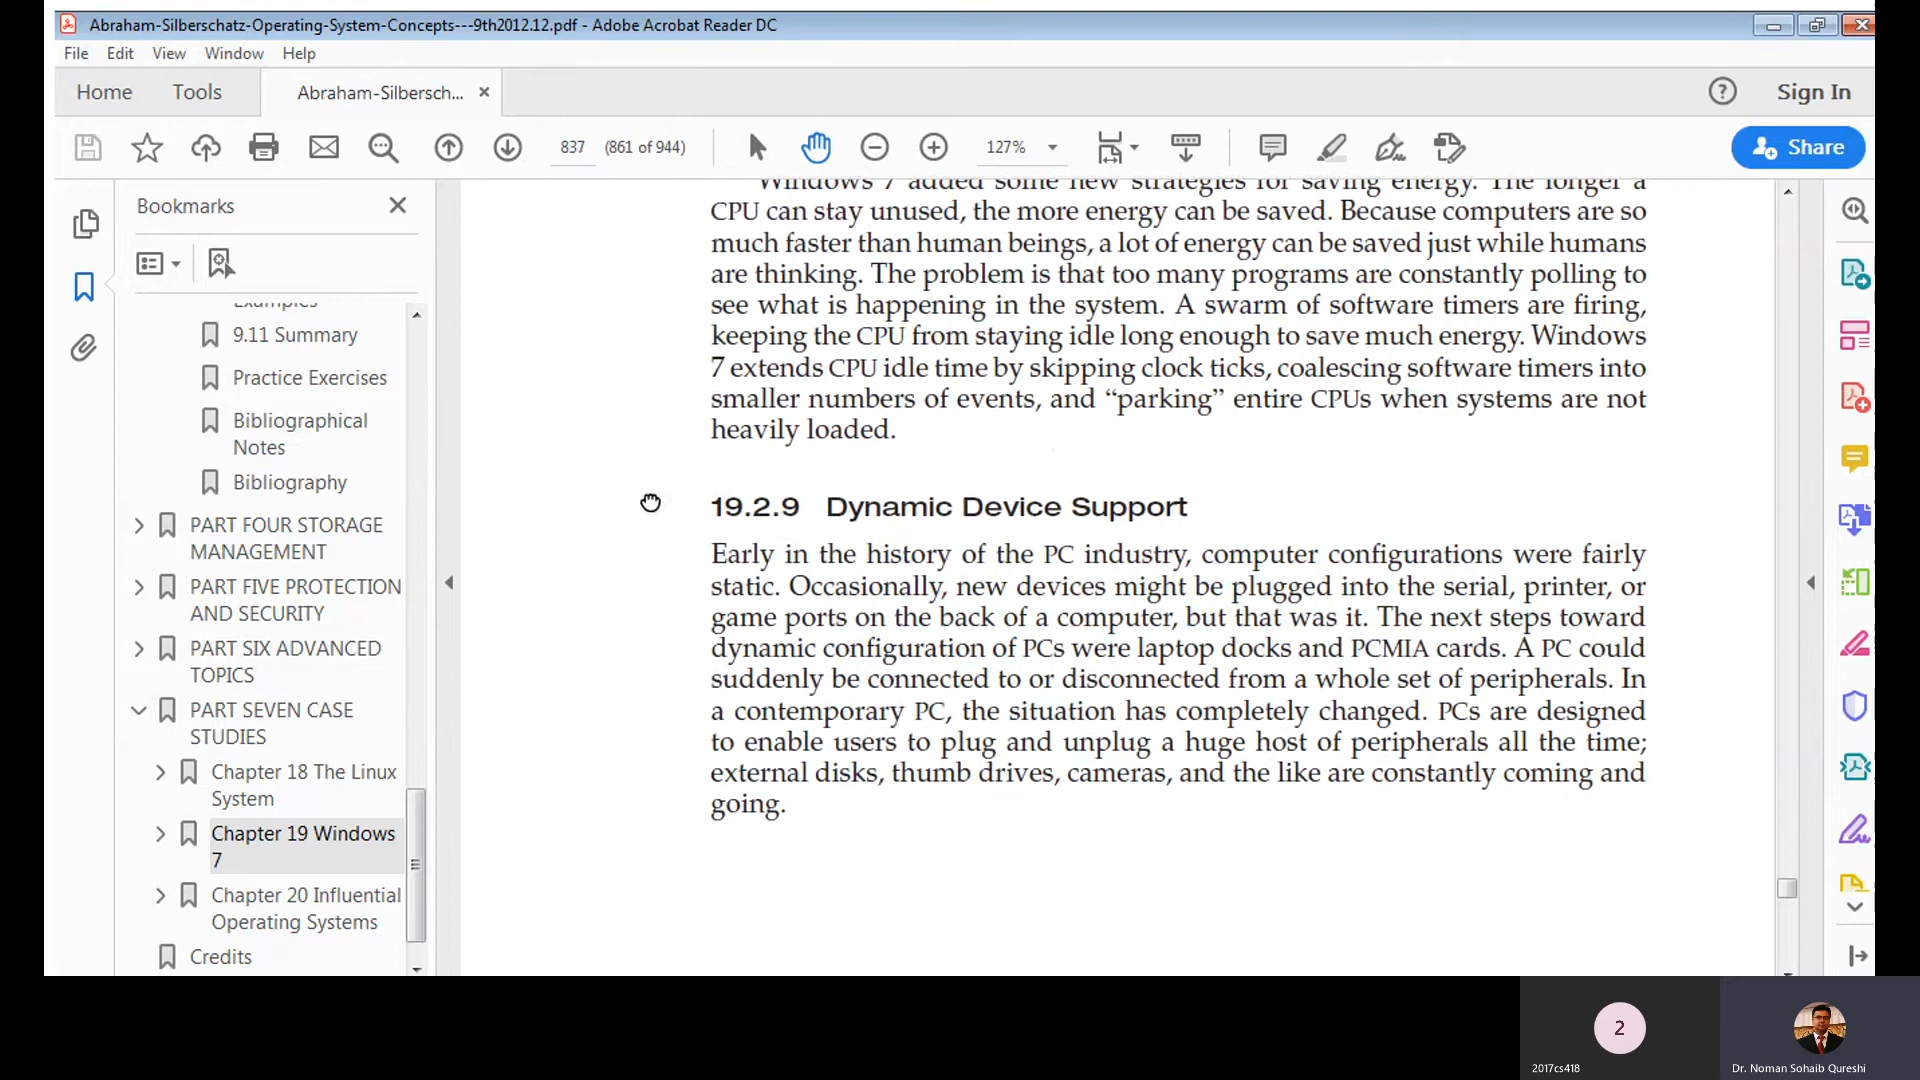 Abraham-Silberschatz-Operating-System-Concepts---9th2012.12.pdf - Adobe Acrobat Reader DC
File Edit View Window Help
Home Tools Abraham-Silbersch... Sign In
837 (861 of 944) 127% Share
Bookmarks
Examples
9.11 Summary
Practice Exercises
Bibliographical
Notes
Bibliography
PART FOUR STORAGE
MANAGEMENT
PART FIVE PROTECTION
AND SECURITY
PART SIX ADVANCED
TOPICS
PART SEVEN CASE
STUDIES
Chapter 18 The Linux
System
Chapter 19 Windows
7
Chapter 20 Influential
Operating Systems
Credits
Windows 7 added some new strategies for saving energy. The longer a
CPU can stay unused, the more energy can be saved. Because computers are so
much faster than human beings, a lot of energy can be saved just while humans
are thinking. The problem is that too many programs are constantly polling to
see what is happening in the system. A swarm of software timers are firing,
keeping the CPU from staying idle long enough to save much energy. Windows
7 extends CPU idle time by skipping clock ticks, coalescing software timers into
smaller numbers of events, and “parking” entire CPUs when systems are not
heavily loaded.
19.2.9 Dynamic Device Support
Early in the history of the PC industry, computer configurations were fairly
static. Occasionally, new devices might be plugged into the serial, printer, or
game ports on the back of a computer, but that was it. The next steps toward
dynamic configuration of PCs were laptop docks and PCMIA cards. A PC could
suddenly be connected to or disconnected from a whole set of peripherals. In
a contemporary PC, the situation has completely changed. PCs are designed
to enable users to plug and unplug a huge host of peripherals all the time;
external disks, thumb drives, cameras, and the like are constantly coming and
going.
2
2017cs418
Dr. Noman Sohaib Qureshi